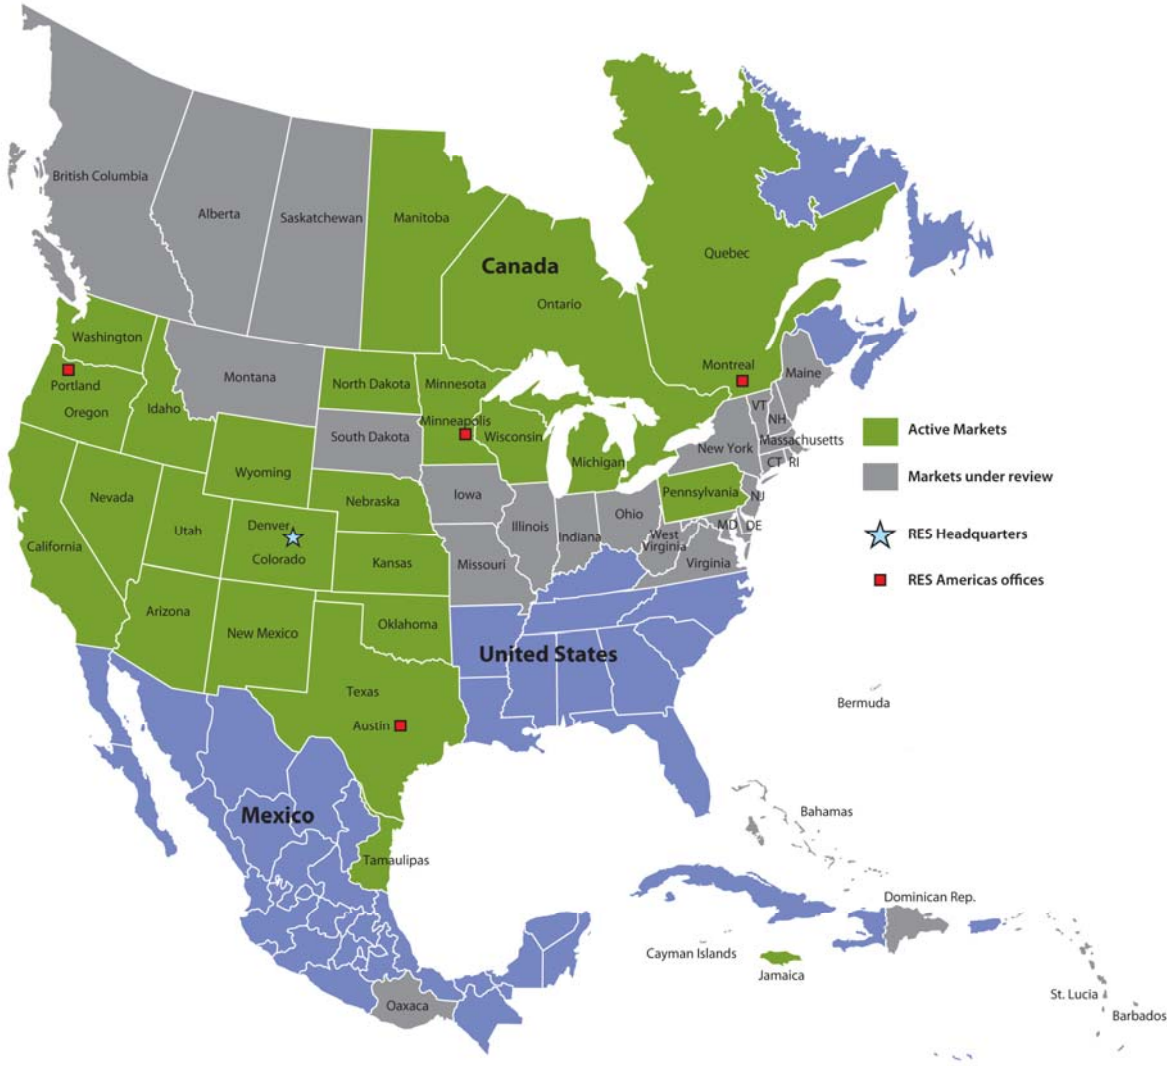 British Columbia
Alberta
Saskatchewan
Manitoba
Canada
Ontario
Quebec
Washington
Montana
North Dakota
Minnesota
Montreal
Maine
Portland
Oregon
Idaho
South Dakota
Minneapolis
Wisconsin
VT
NH
Massachusetts
New York
CT
RI
Wyoming
Michigan
Nevada
Nebraska
Iowa
Pennsylvania
NJ
Utah
Denver
Illinois
Ohio
MD
DE
California
Colorado
Kansas
Missouri
Indiana
West
Virginia
Virginia
Arizona
New Mexico
Oklahoma
United States
Texas
Austin
Mexico
Tamaulipas
Oaxaca
Active Markets
Markets under review
RES Headquarters
RES Americas offices
Bermuda
Bahamas
Dominican Rep.
Cayman Islands
Jamaica
St. Lucia
Barbados